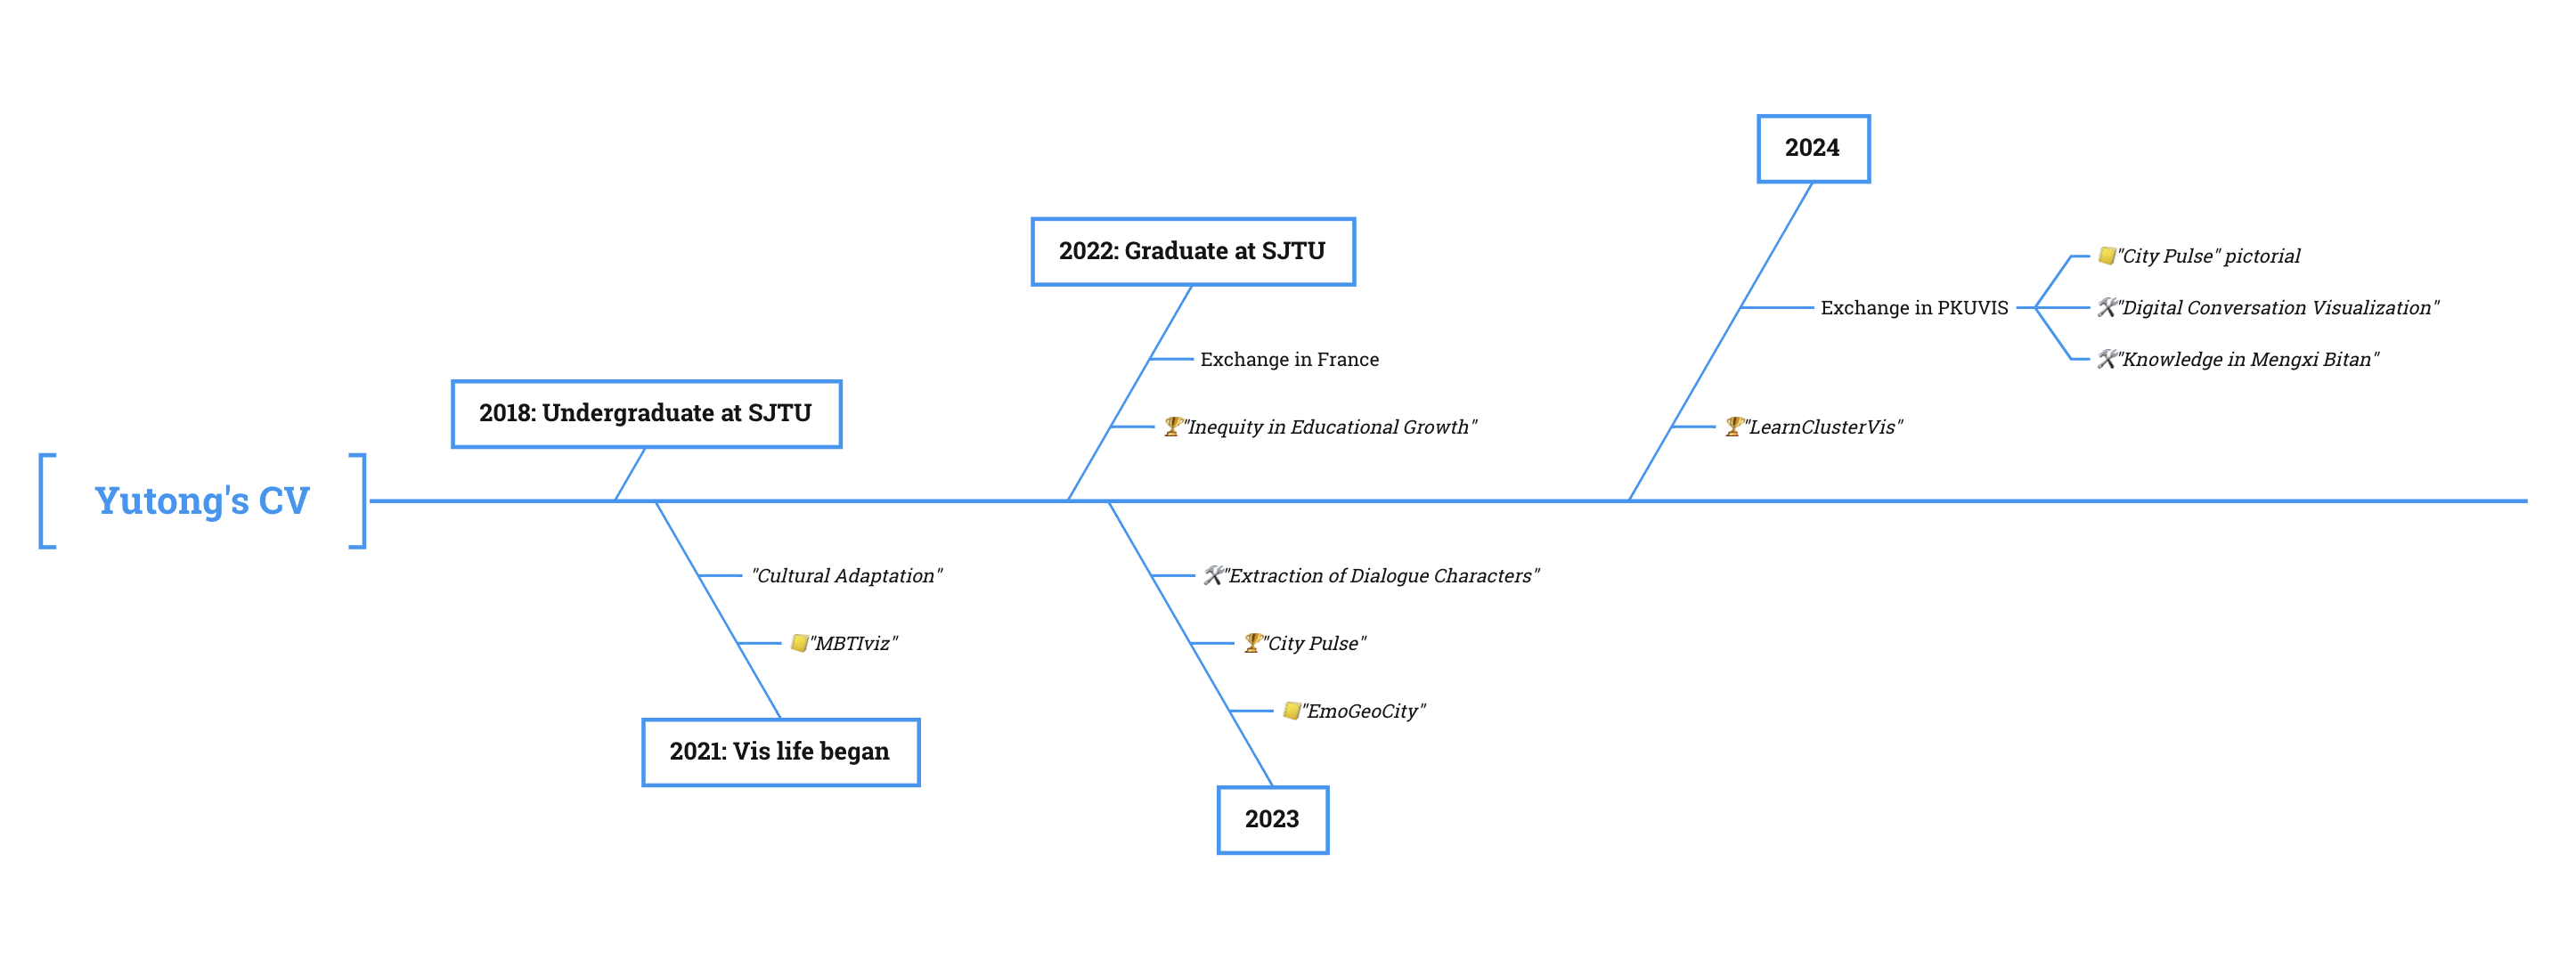 Yutong's CV
2018: Undergraduate at SJTU
2021: Vis life began
"Cultural Adaptation"
📒"MBTIviz"
2022: Graduate at SJTU
Exchange in France
🏆"Inequity in Educational Growth"
2023
🛠"Extraction of Dialogue Characters"
🏆"City Pulse"
📒"EmoGeoCity"
2024
Exchange in PKUVIS
📒"City Pulse" pictorial
🛠"Digital Conversation Visualization"
🛠"Knowledge in Mengxi Bitan"
🏆"LearnClusterVis"